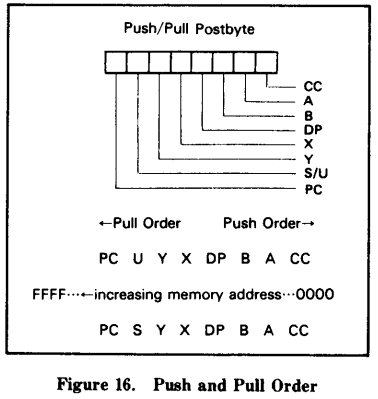 Push/Pull Postbyte
CC
A
B
DP
X
Y
S/U
PC
←Pull Order Push Order→
PC U Y X DP B A CC
FFFF···←increasing memory address···0000
PC S Y X DP B A CC
Figure 16. Push and Pull Order